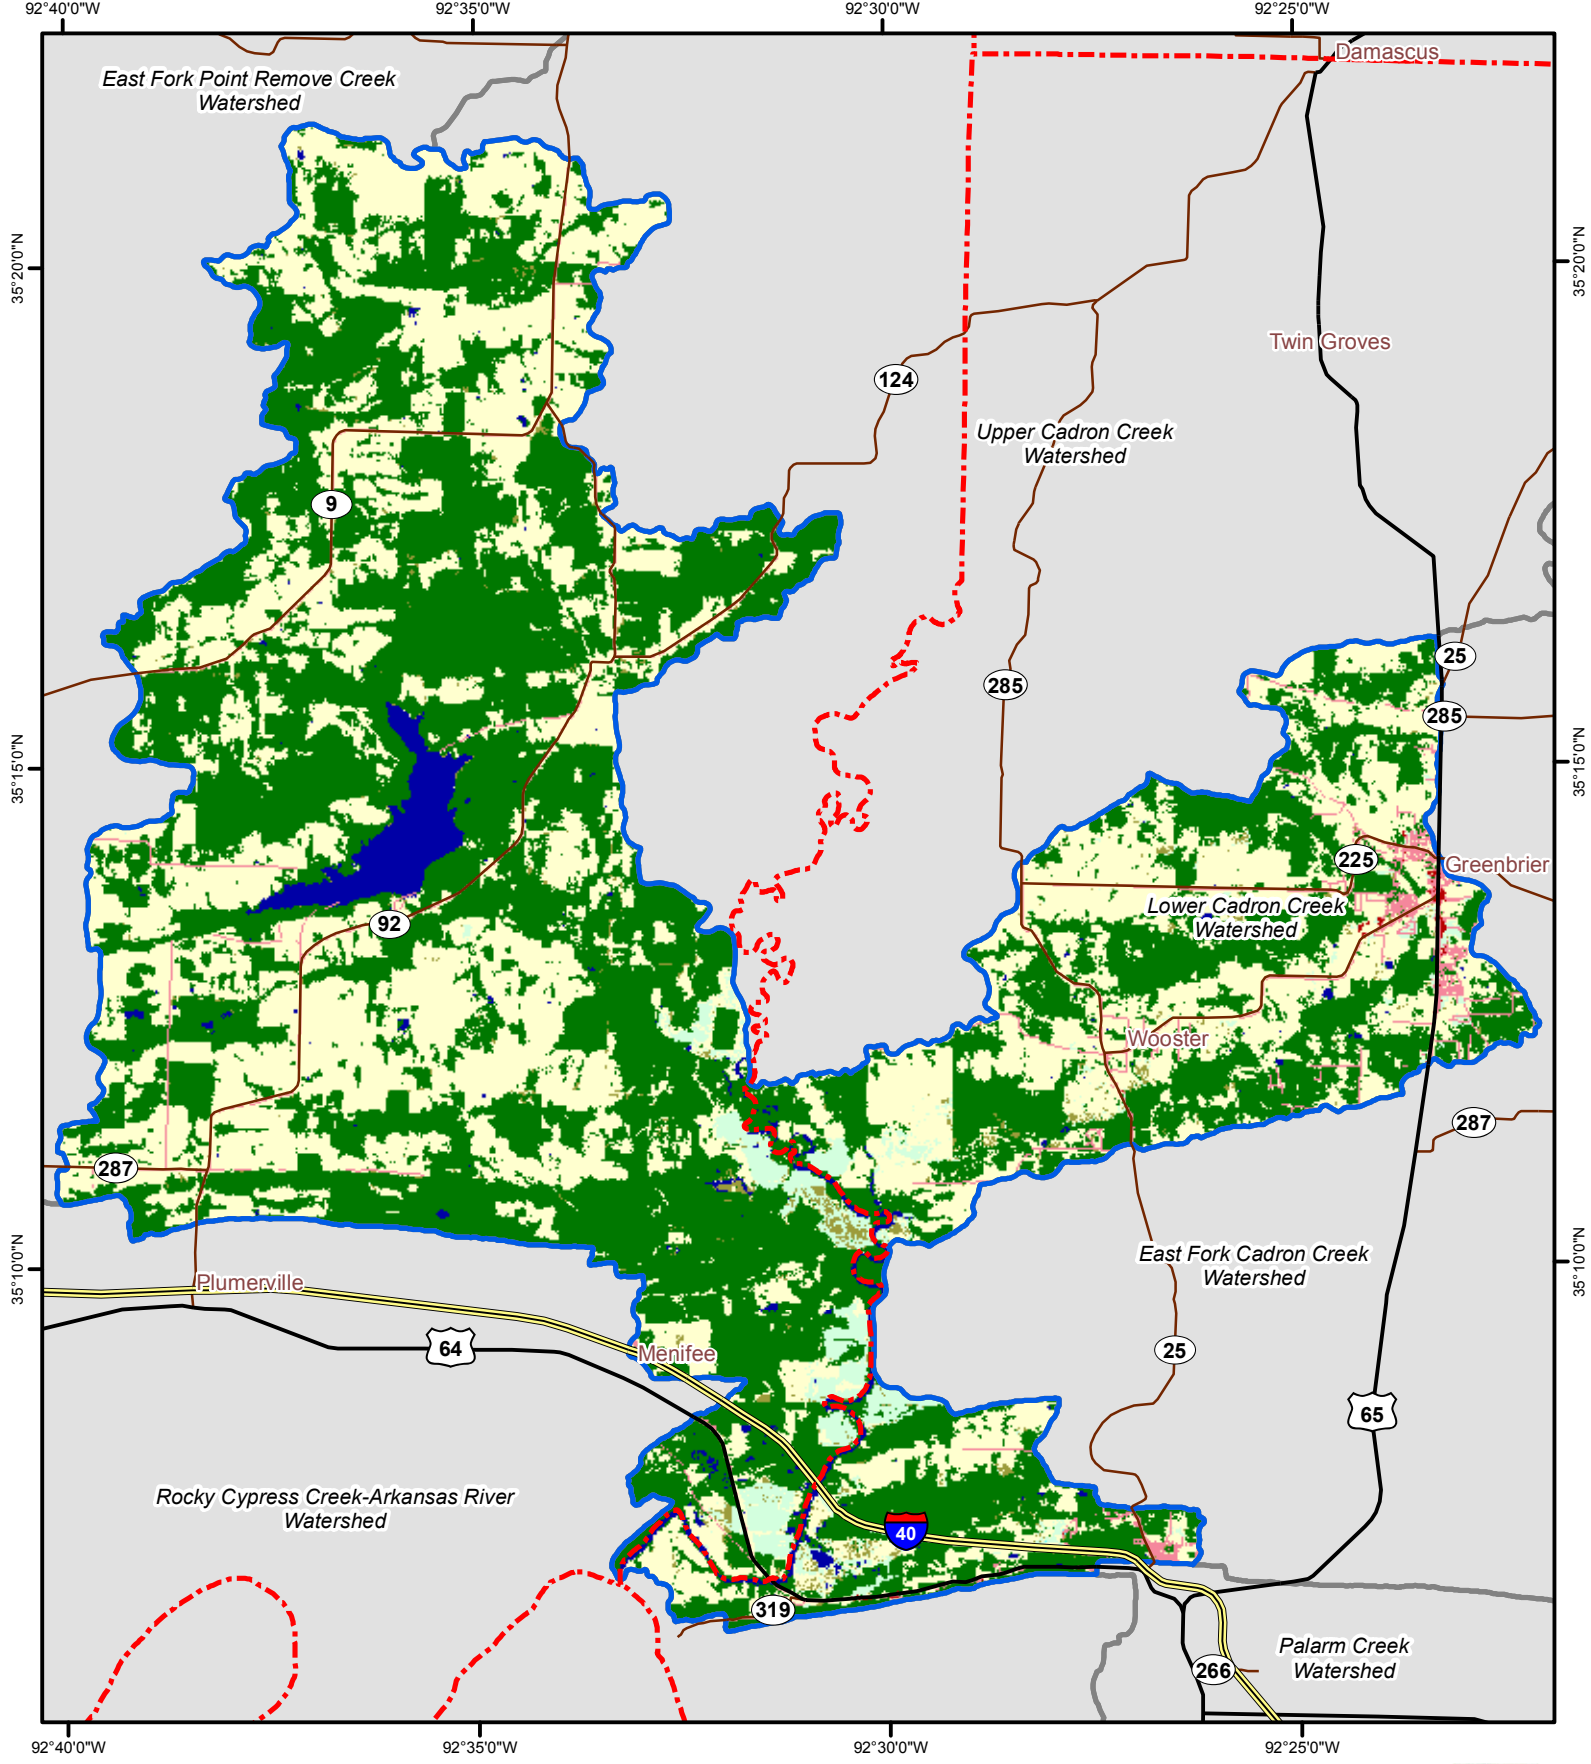 92°40'0"W
92°35'0"W
92°30'0"W
92°25'0"W
Damascus
East Fork Point Remove Creek
Watershed
35°20'0"N
35°20'0"N
Twin Groves
124
Upper Cadron Creek
Watershed
9
25
285
285
35°15'0"N
35°15'0"N
225
Greenbrier
Lower Cadron Creek
Watershed
92
Wooster
287
287
35°10'0"N
35°10'0"N
East Fork Cadron Creek
Watershed
Plumerville
64
Menifee
25
65
Rocky Cypress Creek-Arkansas River
Watershed
40
319
Palarm Creek
Watershed
266
92°40'0"W
92°35'0"W
92°30'0"W
92°25'0"W